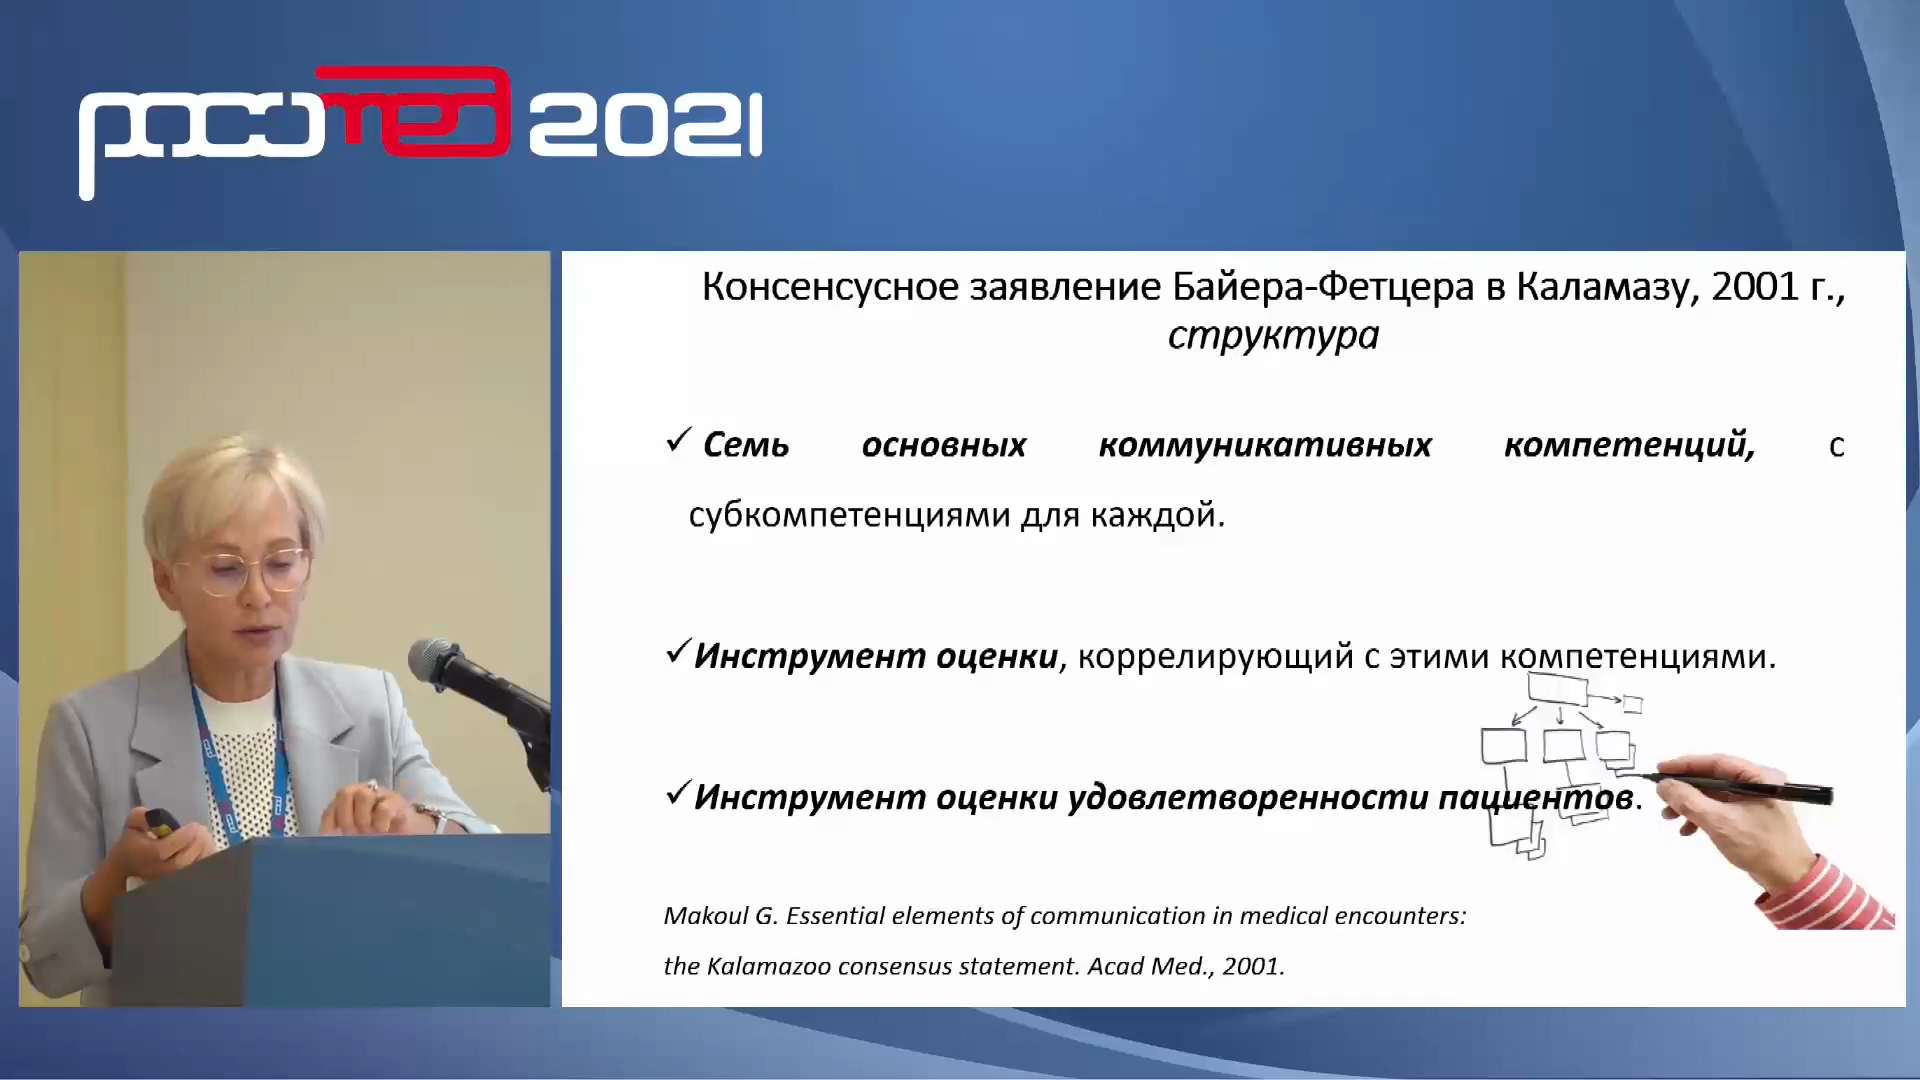 росомед 2021
Консенсусное заявление Байера-Фетцера в Каламазу, 2001 г.,
структура
✓ Семь основных коммуникативных компетенций, с
субкомпетенциями для каждой.
✓Инструмент оценки, коррелирующий с этими компетенциями.
✓Инструмент оценки удовлетворенности пациентов.
Makoul G. Essential elements of communication in medical encounters:
the Kalamazoo consensus statement. Acad Med., 2001.